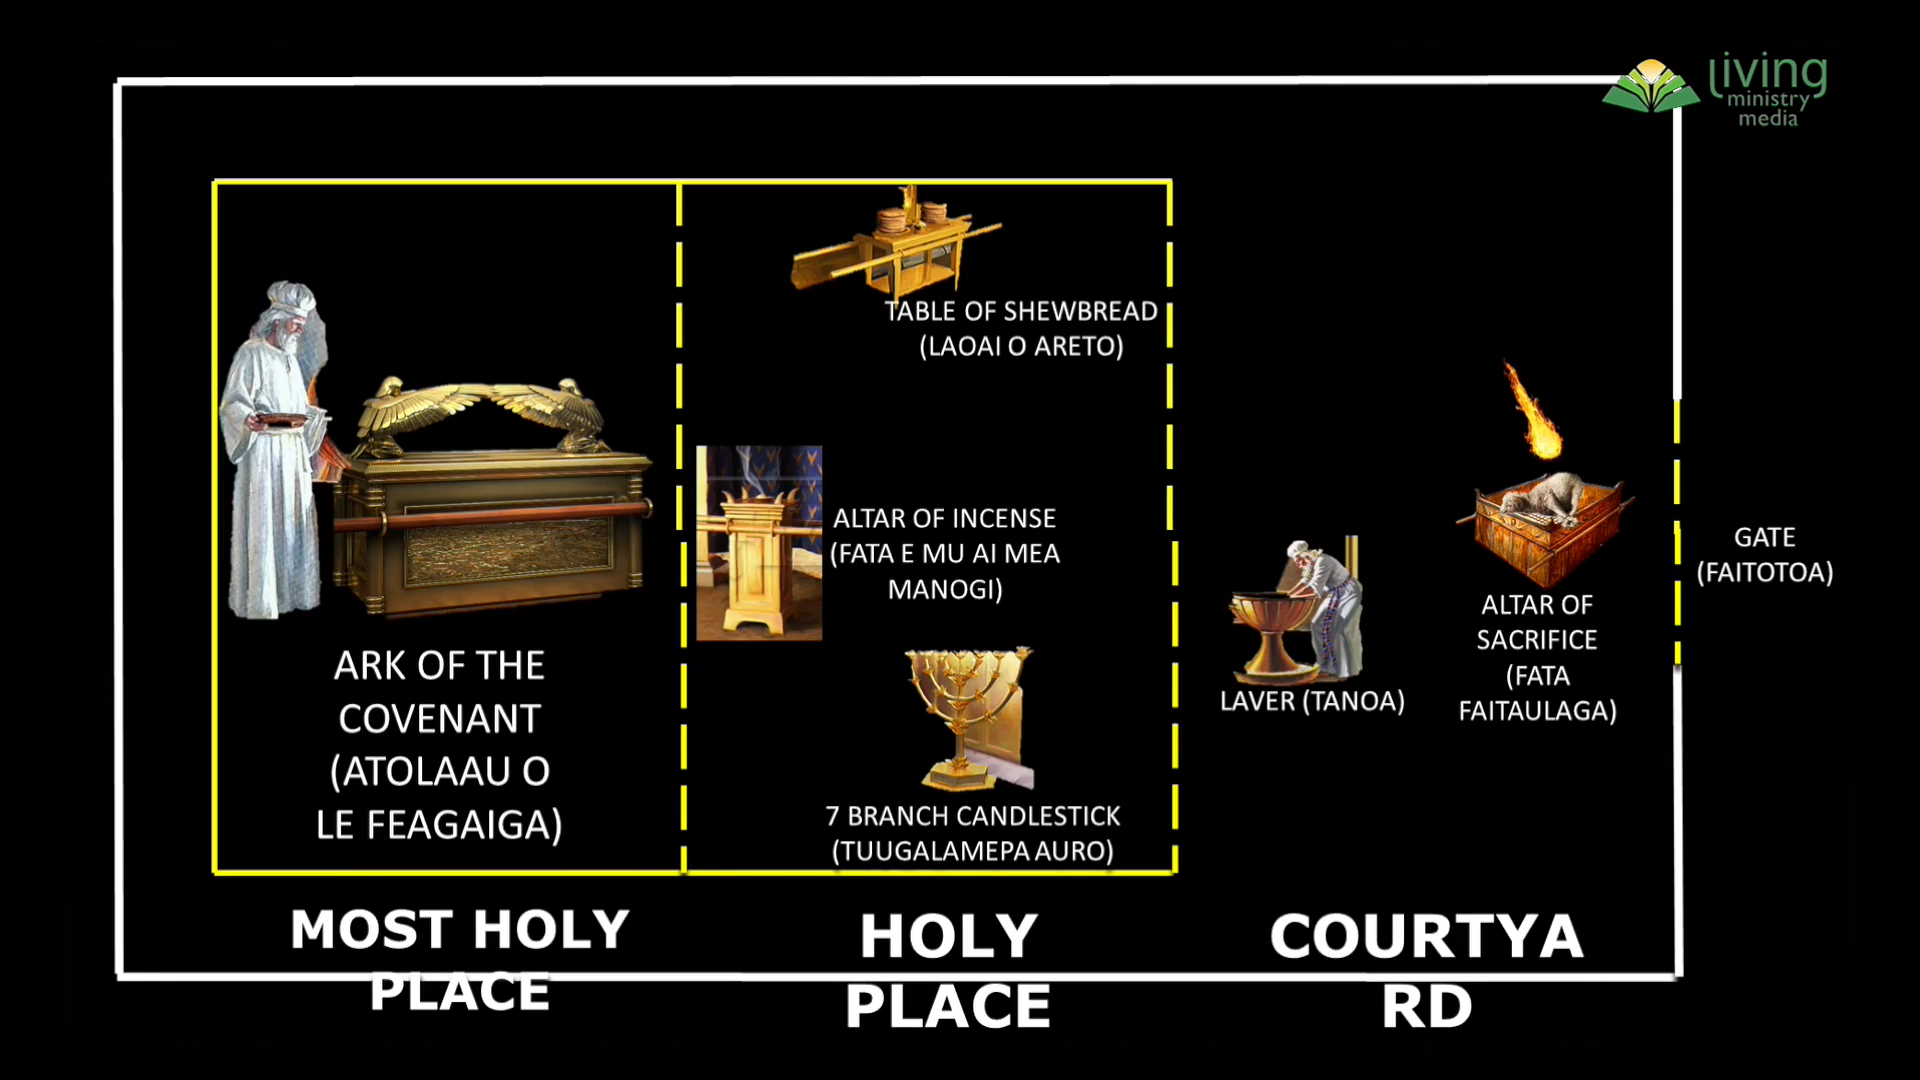 living
ministry
media
TABLE OF SHEWBREAD
(LAOAI O ARETO)
ALTAR OF INCENSE
(FATA E MU AI MEA
MANOGI)
GATE
(FAITOTOA)
ALTAR OF
SACRIFICE
(FATA
FAITAULAGA)
LAVER (TANOA)
ARK OF THE
COVENANT
(ATOLAAU O
LE FEAGAIGA)
7 BRANCH CANDLESTICK
(TUUGALAMEPA AURO)
MOST HOLY
PLACE
HOLY
PLACE
COURTYA
RD